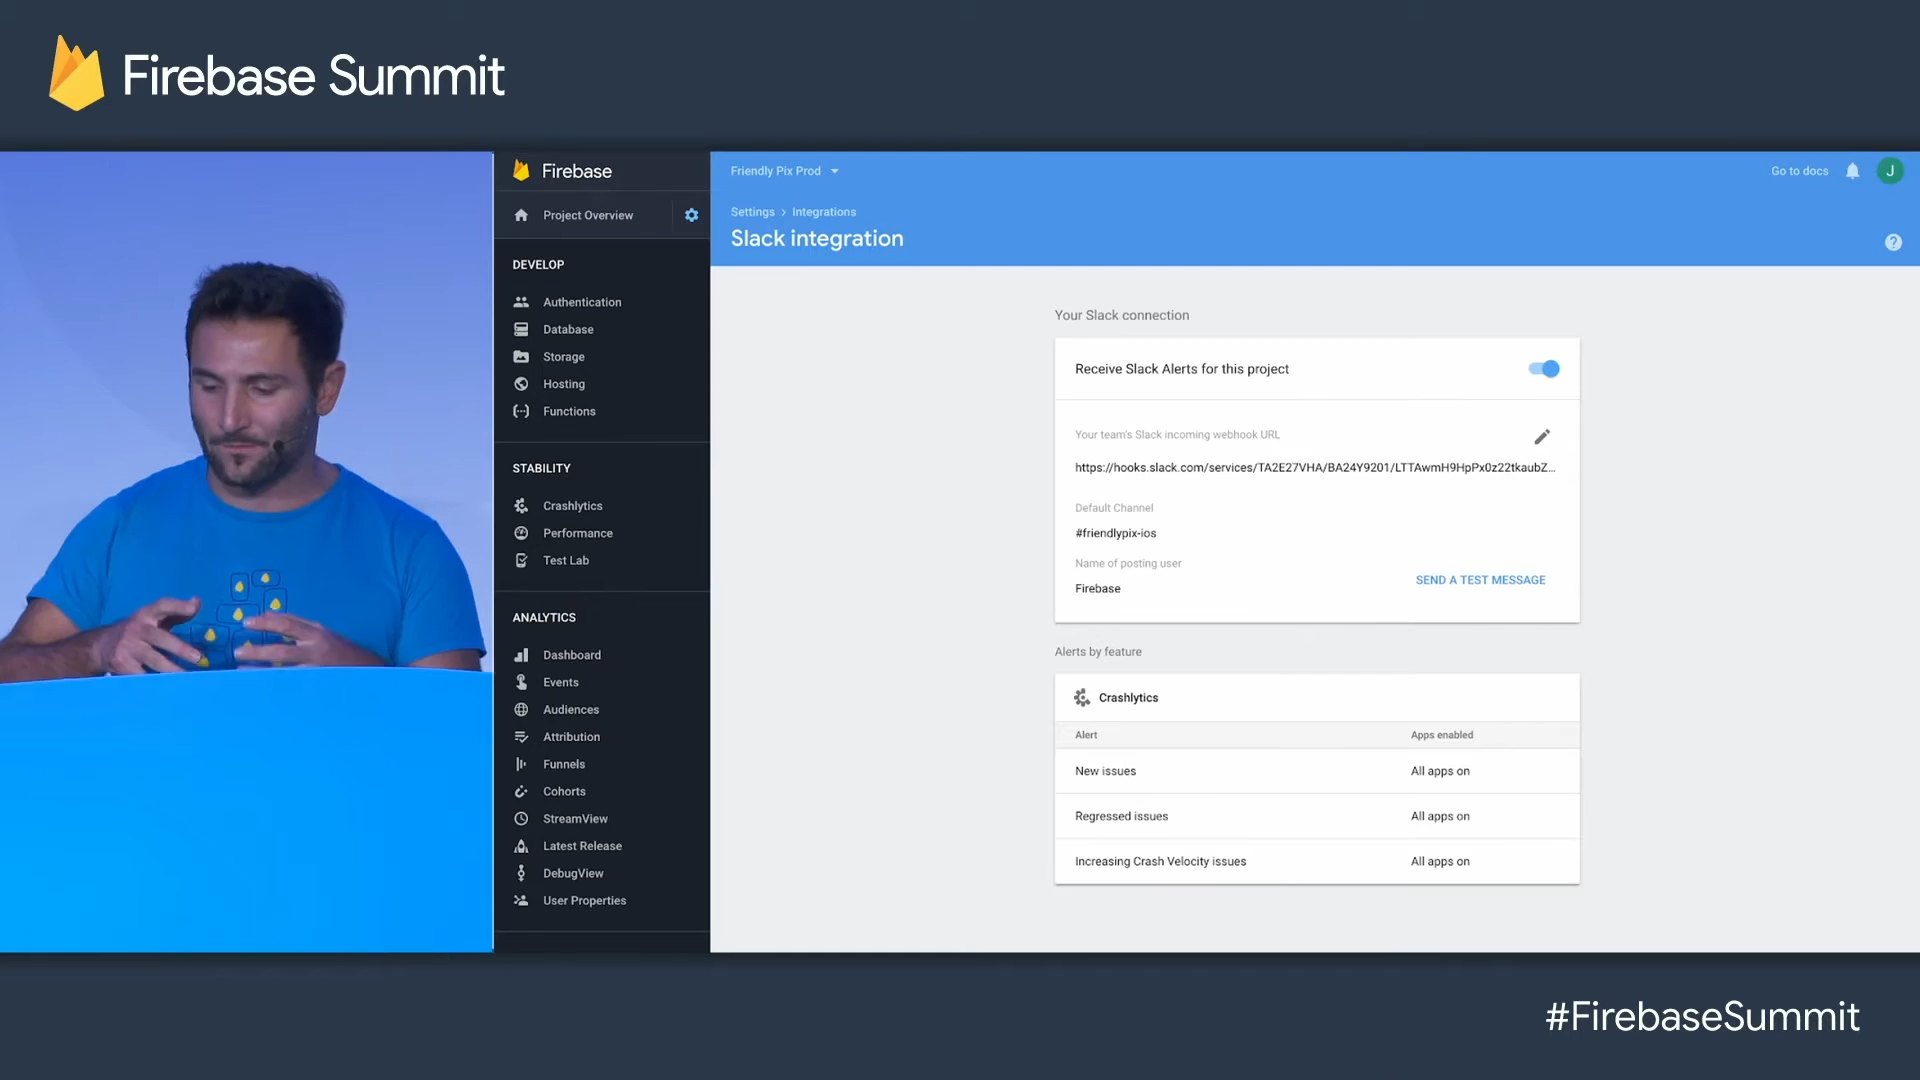 Firebase Summit
Firebase
Project Overview
DEVELOP
Authentication
Database
Storage
Hosting
Functions
STABILITY
Crashlytics
Performance
Test Lab
ANALYTICS
Dashboard
Events
Audiences
Attribution
Funnels
Cohorts
StreamView
Latest Release
DebugView
User Properties
Friendly Pix Prod
Go to docs
J
Settings > Integrations
Slack integration
?
Your Slack connection
Receive Slack Alerts for this project
Your team's Slack incoming webhook URL
https://hooks.slack.com/services/TA2E27VHA/BA24Y9201/LTTAwmH9HpPx0z22tkaubZ...
Default Channel
#friendlypix-ios
Name of posting user
Firebase
SEND A TEST MESSAGE
Alerts by feature
Crashlytics
Alert Apps enabled
New issues All apps on
Regressed issues All apps on
Increasing Crash Velocity issues All apps on
#FirebaseSummit